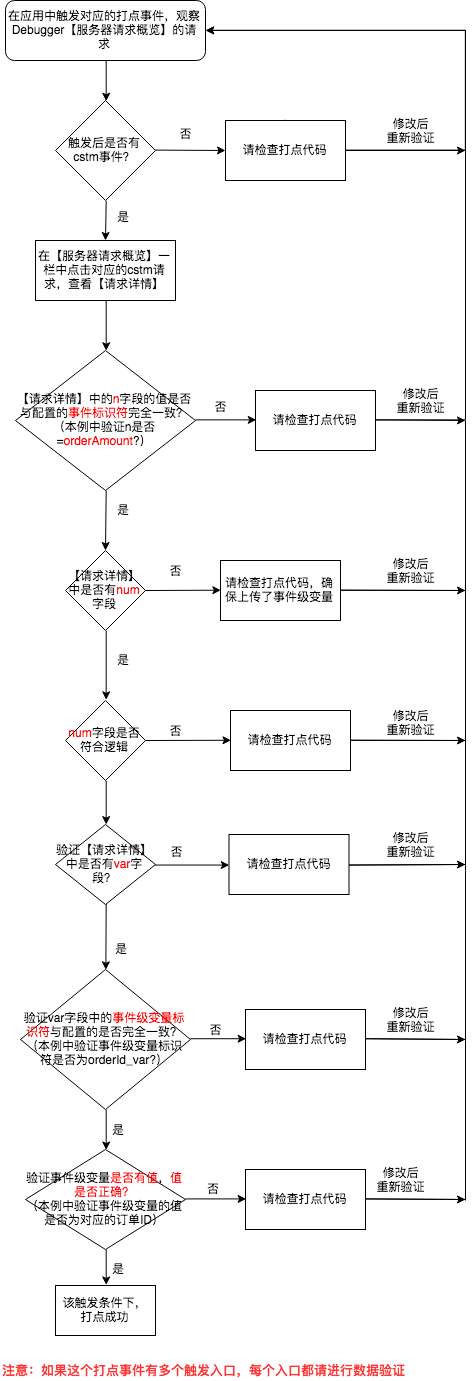 在应用中触发对应的打点事件，观察
Debugger【服务器请求概览】的请
求
触发后是否有
cstm事件？
否
请检查打点代码
修改后
重新验证
是
在【服务器请求概览】一
栏中点击对应的cstm请
求，查看【请求详情】
【请求详情】中的n字段的值是否
与配置的事件标识符完全一致？
（本例中验证n是否
=orderAmount?）
否
请检查打点代码
修改后
重新验证
是
【请求详情】
中是否有num
字段
否
请检查打点代码，确
保上传了事件级变量
修改后
重新验证
是
num字段是否
符合逻辑
否
请检查打点代码
修改后
重新验证
验证【请求详情】
中是否有var字
段？
否
请检查打点代码
修改后
重新验证
是
验证var字段中的事件级变量标
识符与配置的是否完全一致？
（本例中验证事件级变量标识
符是否为orderId_var?）
否
请检查打点代码
修改后
重新验证
是
验证事件级变量是否有值，值
是否正确？
（本例中验证事件级变量的值
是否为对应的订单ID）
否
请检查打点代码
修改后
重新验证
是
该触发条件下，
打点成功
注意：如果这个打点事件有多个触发入口，每个入口都请进行数据验证